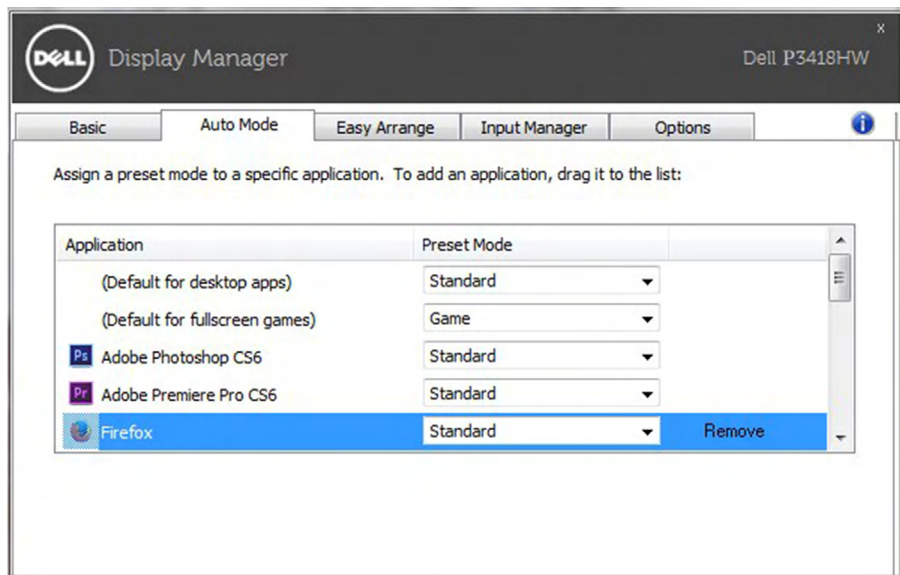 x
DELL Display Manager Dell P3418HW
Basic Auto Mode Easy Arrange Input Manager Options i
Assign a preset mode to a specific application. To add an application, drag it to the list:
Application Preset Mode
(Default for desktop apps) Standard
(Default for fullscreen games) Game
Ps Adobe Photoshop CS6 Standard
Pr Adobe Premiere Pro CS6 Standard
Firefox Standard Remove